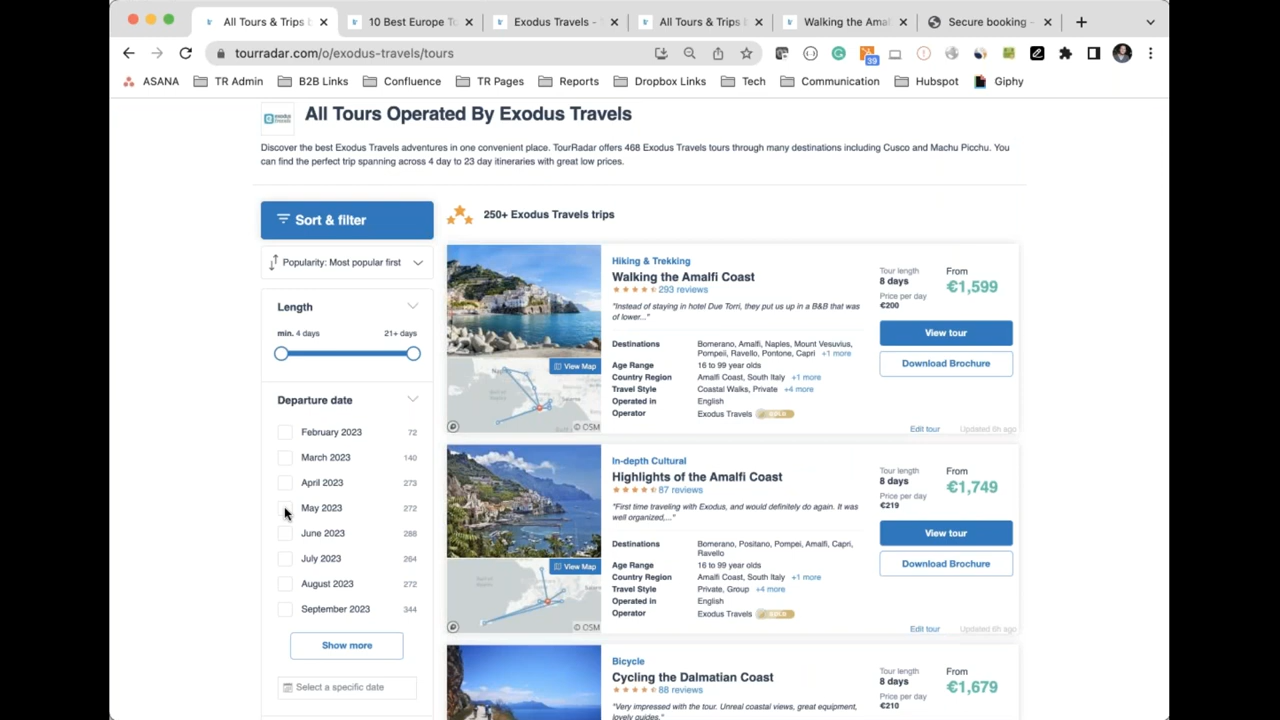 All Tours & Trips b
10 Best Europe To
Exodus Travels - T
All Tours & Trips b
Walking the Amal
Secure booking -
tourradar.com/o/exodus-travels/tours
39
ASANA
TR Admin
B2B Links
Confluence
TR Pages
Reports
Dropbox Links
Tech
Communication
Hubspot
Giphy
All Tours Operated By Exodus Travels
Discover the best Exodus Travels adventures in one convenient place. TourRadar offers 468 Exodus Travels tours through many destinations including Cusco and Machu Picchu. You
can find the perfect trip spanning across 4 day to 23 day itineraries with great low prices.
Sort & filter
Popularity: Most popular first
Length
min. 4 days
21+ days
Departure date
February 2023 72
March 2023 140
April 2023 273
May 2023 272
June 2023 288
July 2023 264
August 2023 272
September 2023 344
Show more
Select a specific date
250+ Exodus Travels trips
View Map
© OSM
Hiking & Trekking
Walking the Amalfi Coast
293 reviews
"Instead of staying in hotel Due Torri, they put us up in a B&B that was
of lower..."
Destinations Bomerano, Amalfi, Naples, Mount Vesuvius,
Pompeii, Ravello, Pontone, Capri +1 more
Age Range 16 to 99 year olds
Country Region Amalfi Coast, South Italy +1 more
Travel Style Coastal Walks, Private +4 more
Operated in English
Operator Exodus Travels GOLD
Tour length
8 days
Price per day
€200
From
€1,599
View tour
Download Brochure
Edit tour Updated 6h ago
View Map
© OSM
In-depth Cultural
Highlights of the Amalfi Coast
87 reviews
"First time traveling with Exodus, and would definitely do again. It was
well organized,..."
Destinations Bomerano, Positano, Pompei, Amalfi, Capri,
Ravello
Age Range 16 to 99 year olds
Country Region Amalfi Coast, South Italy +1 more
Travel Style Private, Group +4 more
Operated in English
Operator Exodus Travels GOLD
Tour length
8 days
Price per day
€219
From
€1,749
View tour
Download Brochure
Edit tour Updated 6h ago
Bicycle
Cycling the Dalmatian Coast
88 reviews
"Very impressed with the tour. Unreal coastal views, great equipment,
lovely guides."
Tour length
8 days
Price per day
€210
From
€1,679